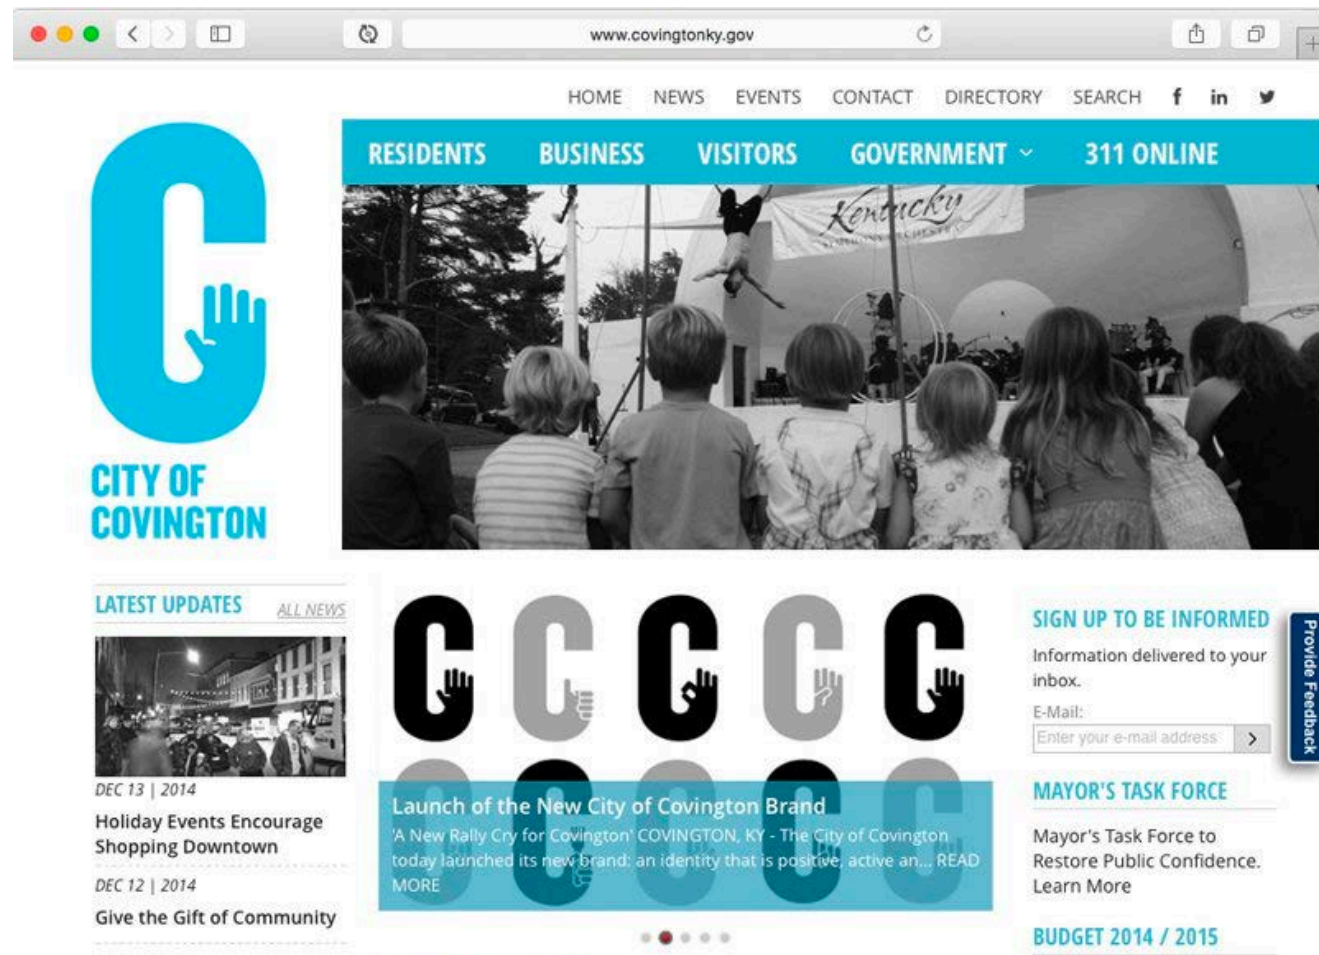 www.covingtonky.gov
HOME NEWS EVENTS CONTACT DIRECTORY SEARCH f in
RESIDENTS BUSINESS VISITORS GOVERNMENT 311 ONLINE
Kentucky
SYMPHONY ORCHESTRA
CITY OF
COVINGTON
LATEST UPDATES ALL NEWS
DEC 13 | 2014
Holiday Events Encourage
Shopping Downtown
DEC 12 | 2014
Give the Gift of Community
Launch of the New City of Covington Brand
'A New Rally Cry for Covington' COVINGTON, KY - The City of Covington
today launched its new brand: an identity that is positive, active an... READ
MORE
SIGN UP TO BE INFORMED
Information delivered to your
inbox.
E-Mail:
Enter your e-mail address
MAYOR'S TASK FORCE
Mayor's Task Force to
Restore Public Confidence.
Learn More
BUDGET 2014 / 2015
Provide Feedback